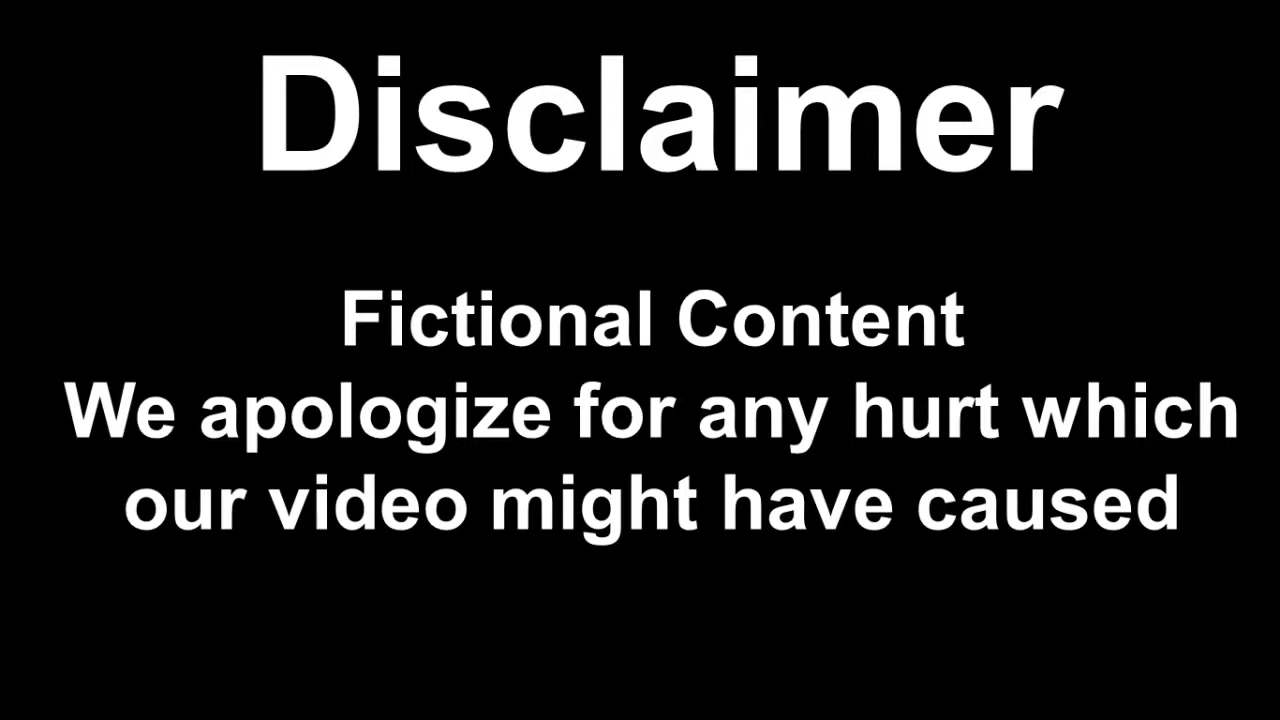 Disclaimer
Fictional Content
We apologize for any hurt which
our video might have caused